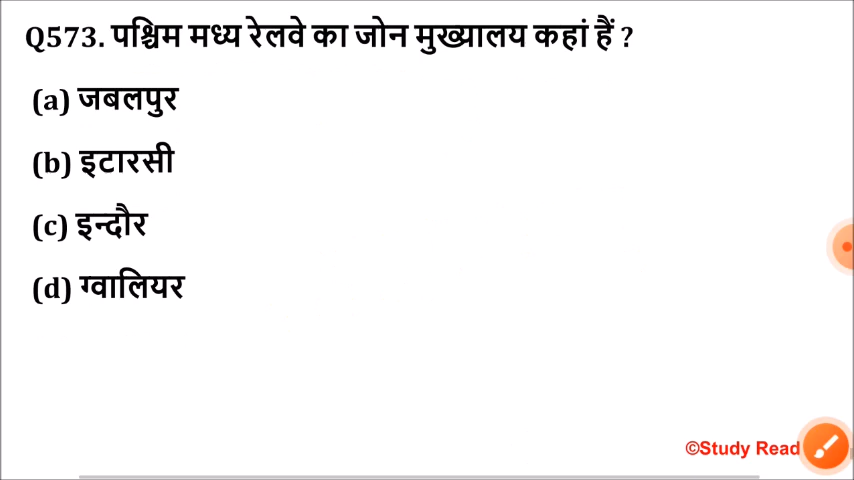 Q573. पश्चिम मध्य रेलवे का जोन मुख्यालय कहां हैं ?
(a) जबलपुर
(b) इटारसी
(c) इन्दौर
(d) ग्वालियर
©Study Read